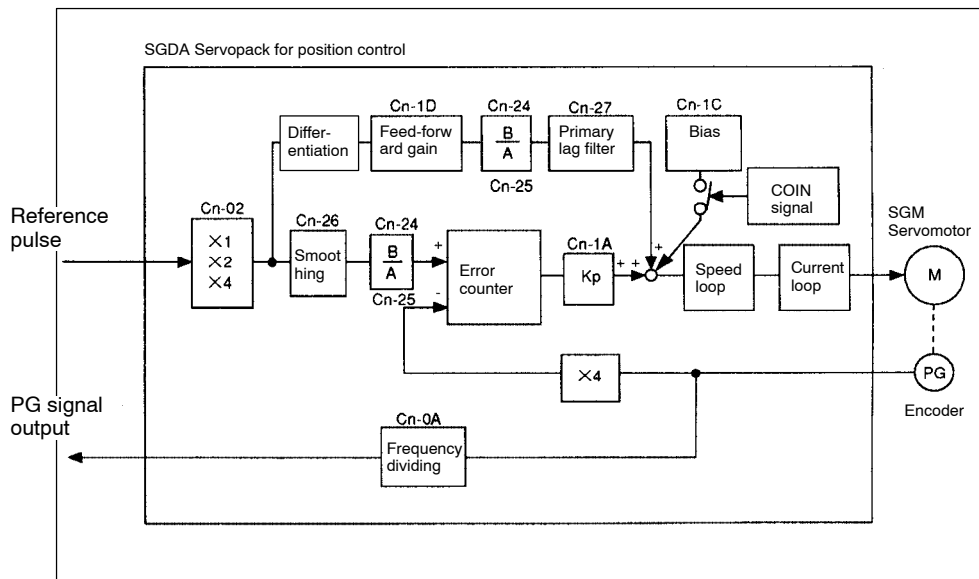 SGDA Servopack for position control
Cn-1D
Cn-24
Cn-27
Cn-1C
Differ-
entiation
Feed-forw
ard gain
B
A
Primary
lag filter
Bias
Cn-25
COIN
signal
Reference
pulse
Cn-02
×1
×2
×4
Cn-26
Smoot
hing
Cn-24
B
A
Cn-25
+
-
Error
counter
Cn-1A
Kp
+ +
+
Speed
loop
Current
loop
SGM
Servomotor
M
×4
PG
Encoder
PG signal
output
Cn-0A
Frequency
dividing